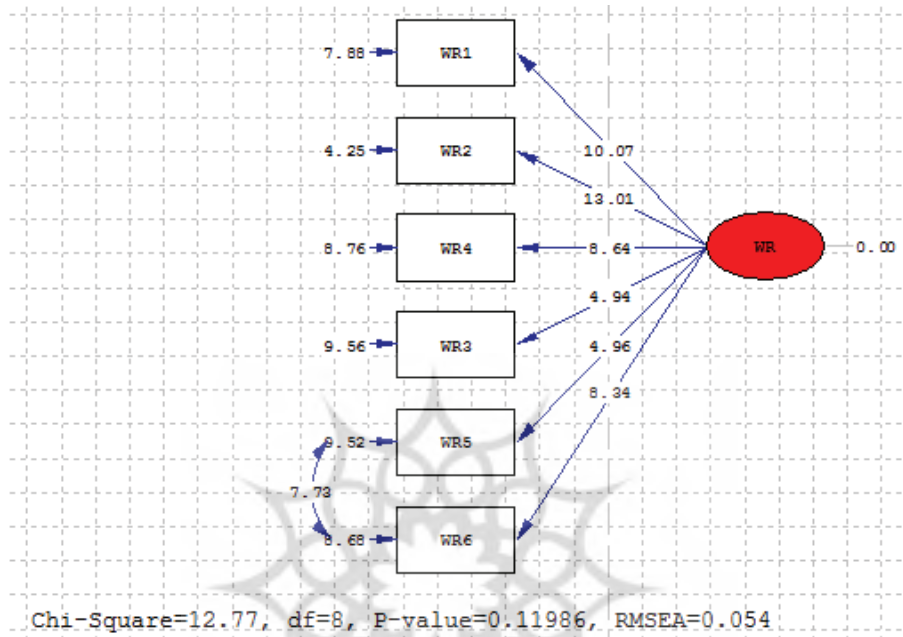 7.88 WR1
4.25 WR2 10.07
13.01
8.76 WR4 8.64 WR 0.00
4.94
9.56 WR3 4.96
8.34
9.52 WR5
7.73
8.68 WR6
Chi-Square=12.77, df=8, P-value=0.11986, RMSEA=0.054